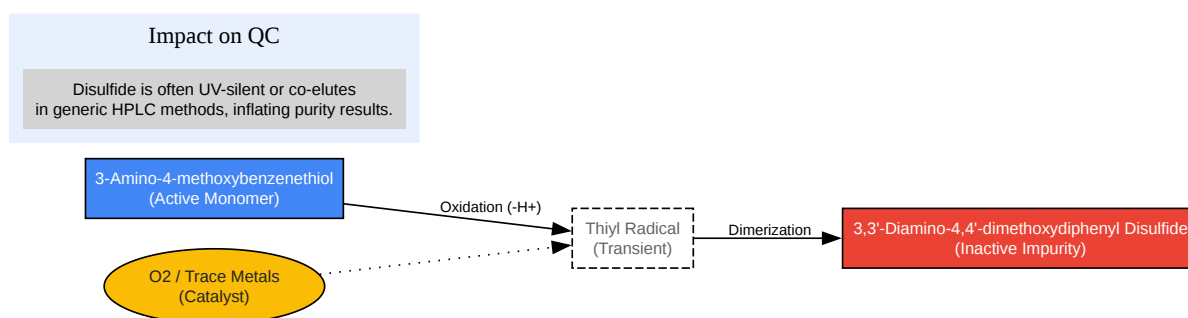 Impact on QC
Disulfide is often UV-silent or co-elutes
in generic HPLC methods, inflating purity results.
3-Amino-4-methoxybenzenethiol
(Active Monomer)
Oxidation (-H+)
Thiyl Radical
(Transient)
Dimerization
3,3'-Diamino-4,4'-dimethoxydiphenyl Disulfide
(Inactive Impurity)
O2 / Trace Metals
(Catalyst)